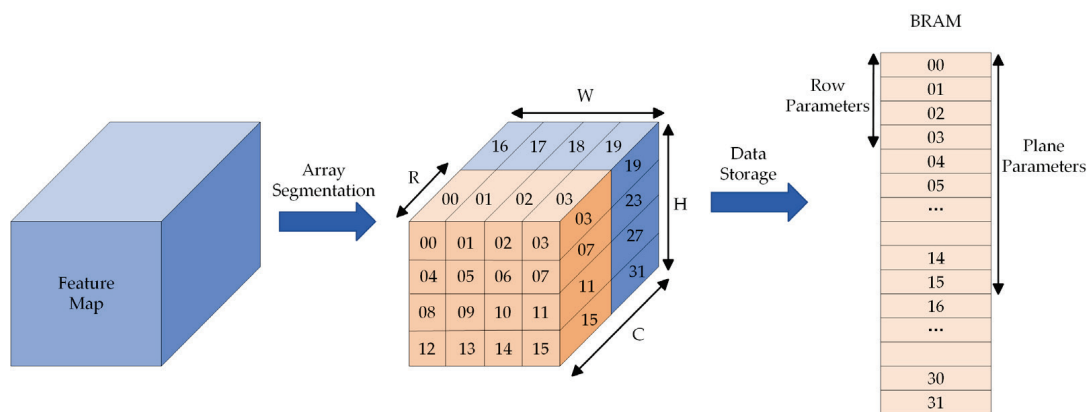 BRAM
W
00
01
02
03
04
05
...
14
15
16
...
30
31
Row
Parameters
Plane
Parameters
Array
Segmentation
Data
Storage
R
H
C
16 17 18 19
00 01 02 03
19
23
27
31
03
07
11
15
00 01 02 03
04 05 06 07
08 09 10 11
12 13 14 15
Feature
Map